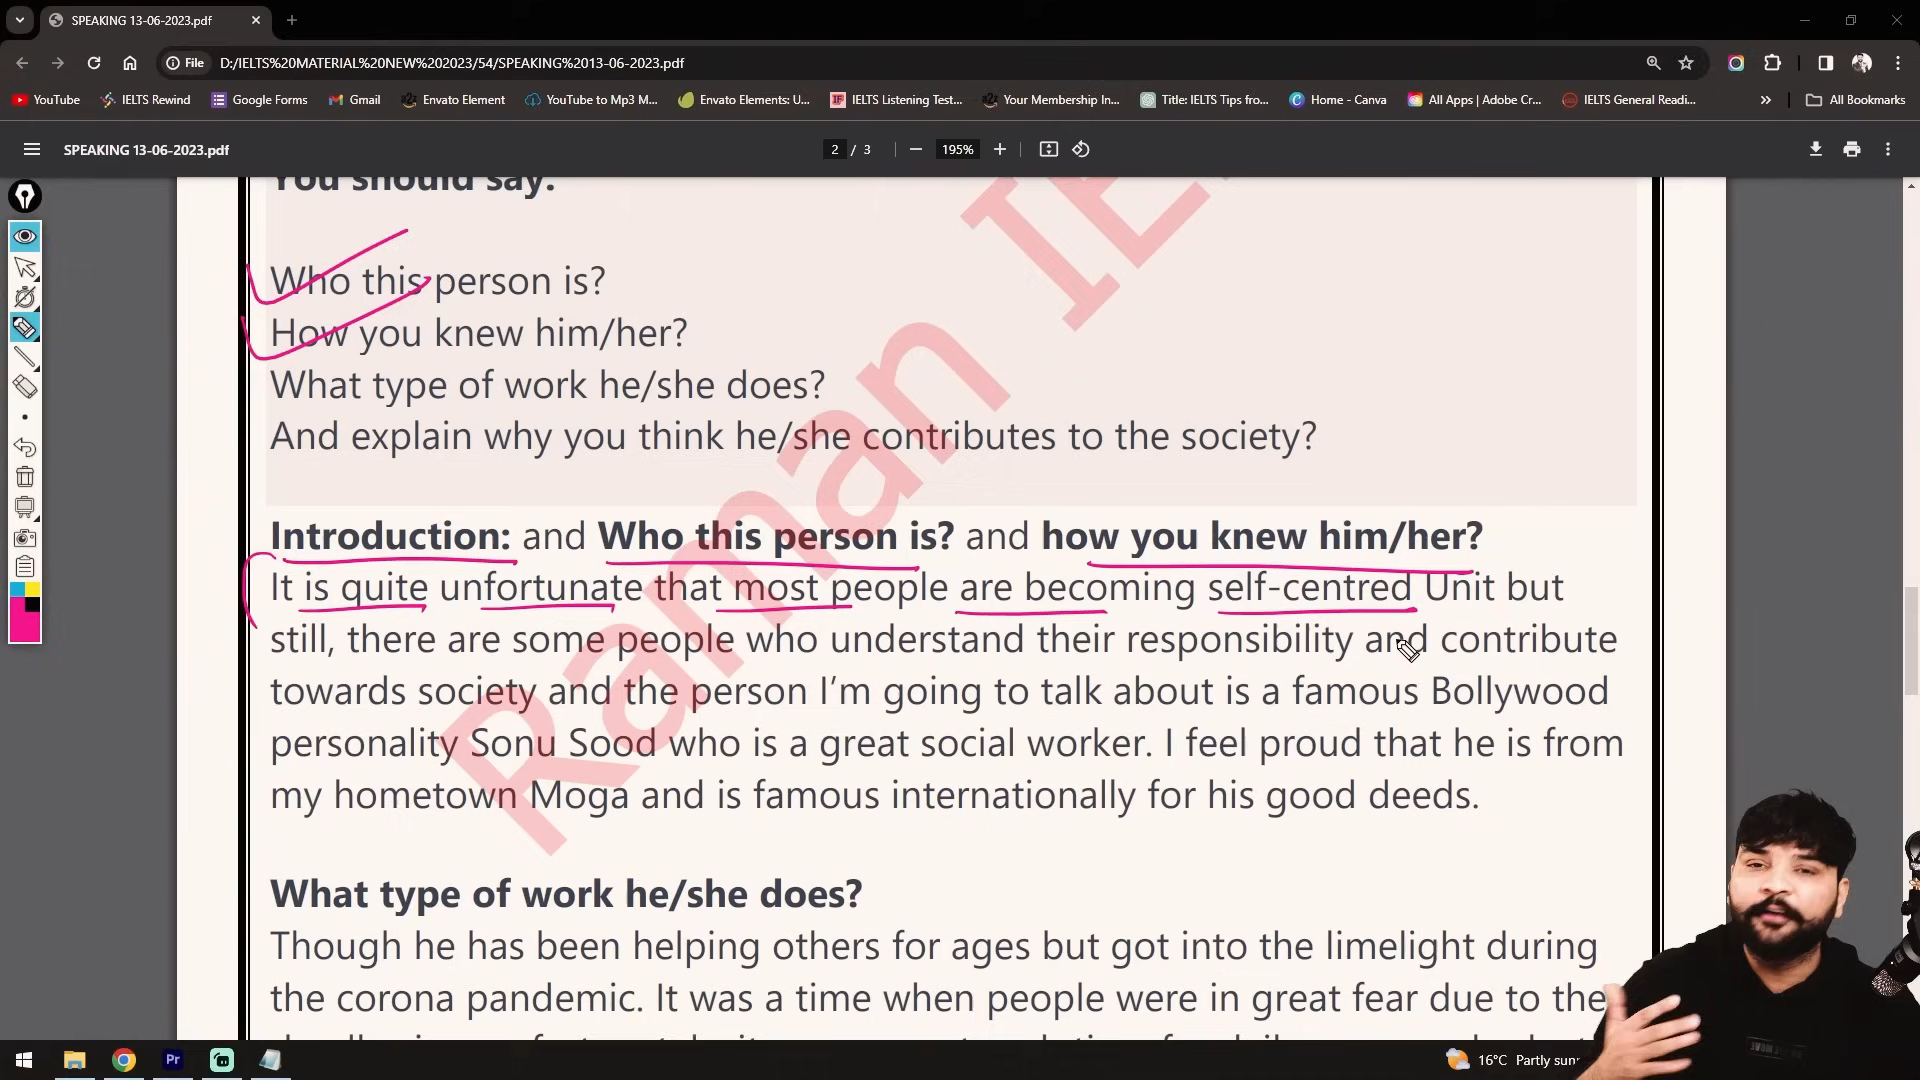 SPEAKING 13-06-2023.pdf
File
D:/IELTS%20MATERIAL%20NEW%202023/54/SPEAKING%2013-06-2023.pdf
YouTube
IELTS Rewind
Google Forms
Gmail
Envato Element
YouTube to Mp3 M...
Envato Elements: U...
IELTS Listening Test...
Your Membership In...
Title: IELTS Tips fro...
Home - Canva
All Apps | Adobe Cr...
IELTS General Readi...
All Bookmarks
SPEAKING 13-06-2023.pdf
2 / 3
195%
You should say:
Who this person is?
How you knew him/her?
What type of work he/she does?
And explain why you think he/she contributes to the society?
Introduction: and Who this person is? and how you knew him/her?
It is quite unfortunate that most people are becoming self-centred Unit but
still, there are some people who understand their responsibility and contribute
towards society and the person I’m going to talk about is a famous Bollywood
personality Sonu Sood who is a great social worker. I feel proud that he is from
my hometown Moga and is famous internationally for his good deeds.
What type of work he/she does?
Though he has been helping others for ages but got into the limelight during
the corona pandemic. It was a time when people were in great fear due to the
Raman IE
Pr
16°C Partly sunny